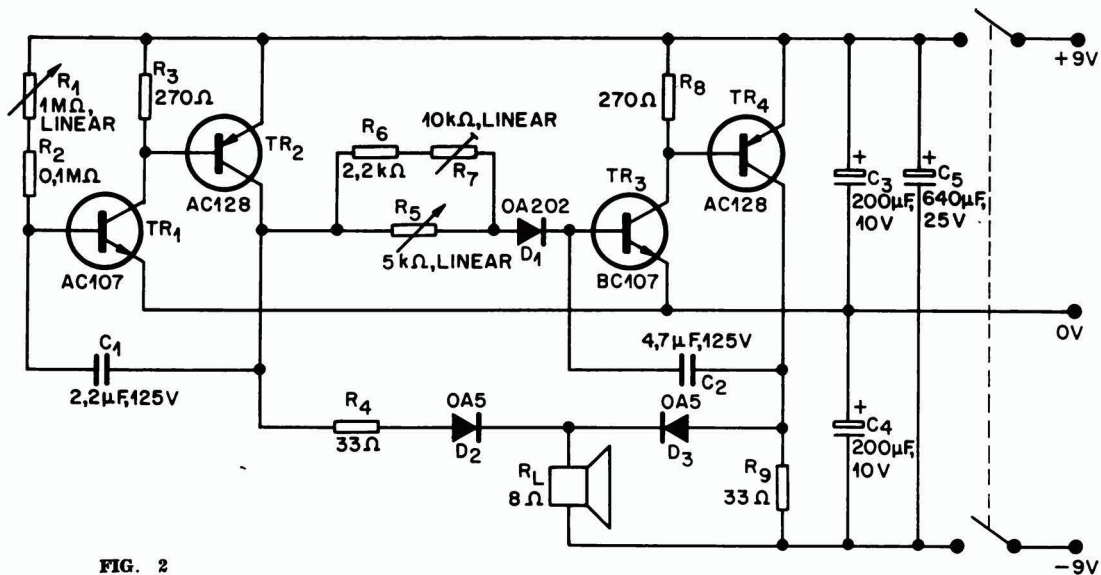 R1
1MΩ,
LINEAR
R2
0,1MΩ
R3
270Ω
TR1
AC107
TR2
AC128
C1
2,2µF,125V
R6
2,2kΩ
10kΩ, LINEAR
R7
R5
5kΩ, LINEAR
OA202
D1
R4
33Ω
OA5
D2
TR3
BC107
R8
270Ω
TR4
AC128
4,7µF,125V
C2
OA5
D3
RL
8Ω
R9
33Ω
+
C3
200µF,
10V
+
C5
640µF,
25V
+
C4
200µF,
10V
+9V
0V
-9V
FIG. 2